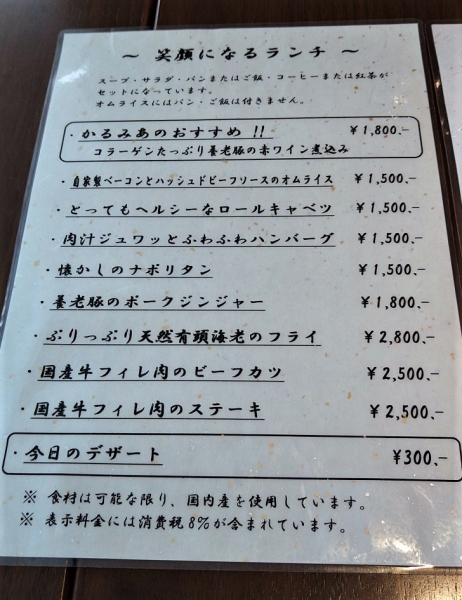 ～ 笑顔になるランチ ～
スープ・サラダ・パンまたはご飯・コーヒーまたは紅茶が
セットになっています。
オムライスにはパン・ご飯は付きません。
・かるみあのおすすめ !! ￥1,800.-
コラーゲンたっぷり養老豚の赤ワイン煮込み
・自家製ベーコンとハッシュドビーフソースのオムライス ￥1,500.-
・とってもヘルシーなロールキャベツ ￥1,500.-
・肉汁ジュワッとふわふわハンバーグ ￥1,500.-
・懐かしのナポリタン ￥1,500.-
・養老豚のポークジンジャー ￥1,800.-
・ぷりっぷり天然有頭海老のフライ ￥2,800.-
・国産牛フィレ肉のビーフカツ ￥2,500.-
・国産牛フィレ肉のステーキ ￥2,500.-
・今日のデザート ¥300.-
※ 食材は可能な限り、国内産を使用しています。
※ 表示料金には消費税8%が含まれています。